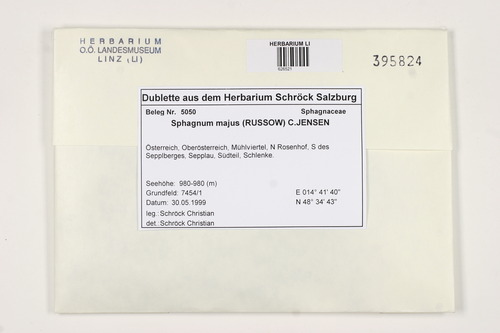 HERBARIUM
O.Ö. LANDESMUSEUM
LINZ (LI)
HERBARIUM LI
395824
Dublette aus dem Herbarium Schröck Salzburg
Beleg Nr. 5050 Sphagnaceae
Sphagnum majus (RUSSOW) C.JENSEN
Österreich, Oberösterreich, Mühlviertel, N Rosenhof, S des
Sepplberges, Sepplau, Südteil, Schlenke.
Seehöhe: 980-980 (m)
Grundfeld: 7454/1 E 014° 41' 40"
Datum: 30.05.1999 N 48° 34' 43"
leg. Schröck Christian
det. Schröck Christian